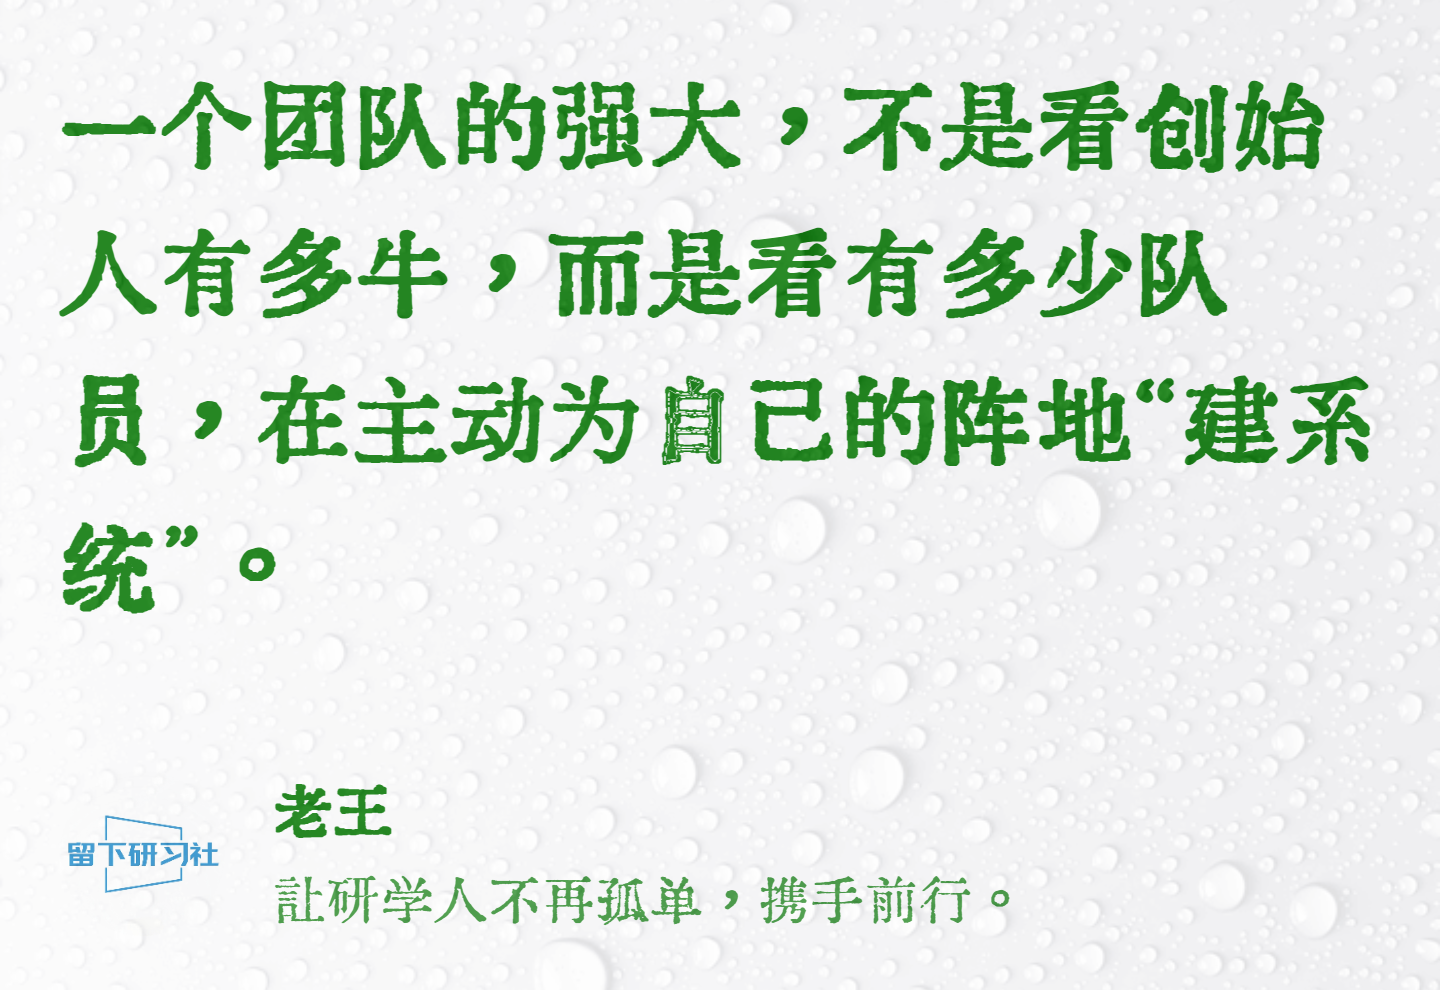 一个团队的强大，不是看创始
人有多牛，而是看有多少队
员，在主动为自己的阵地“建系
统”。
老王
留下研习社
訨研学人不再孤单，携手前行。